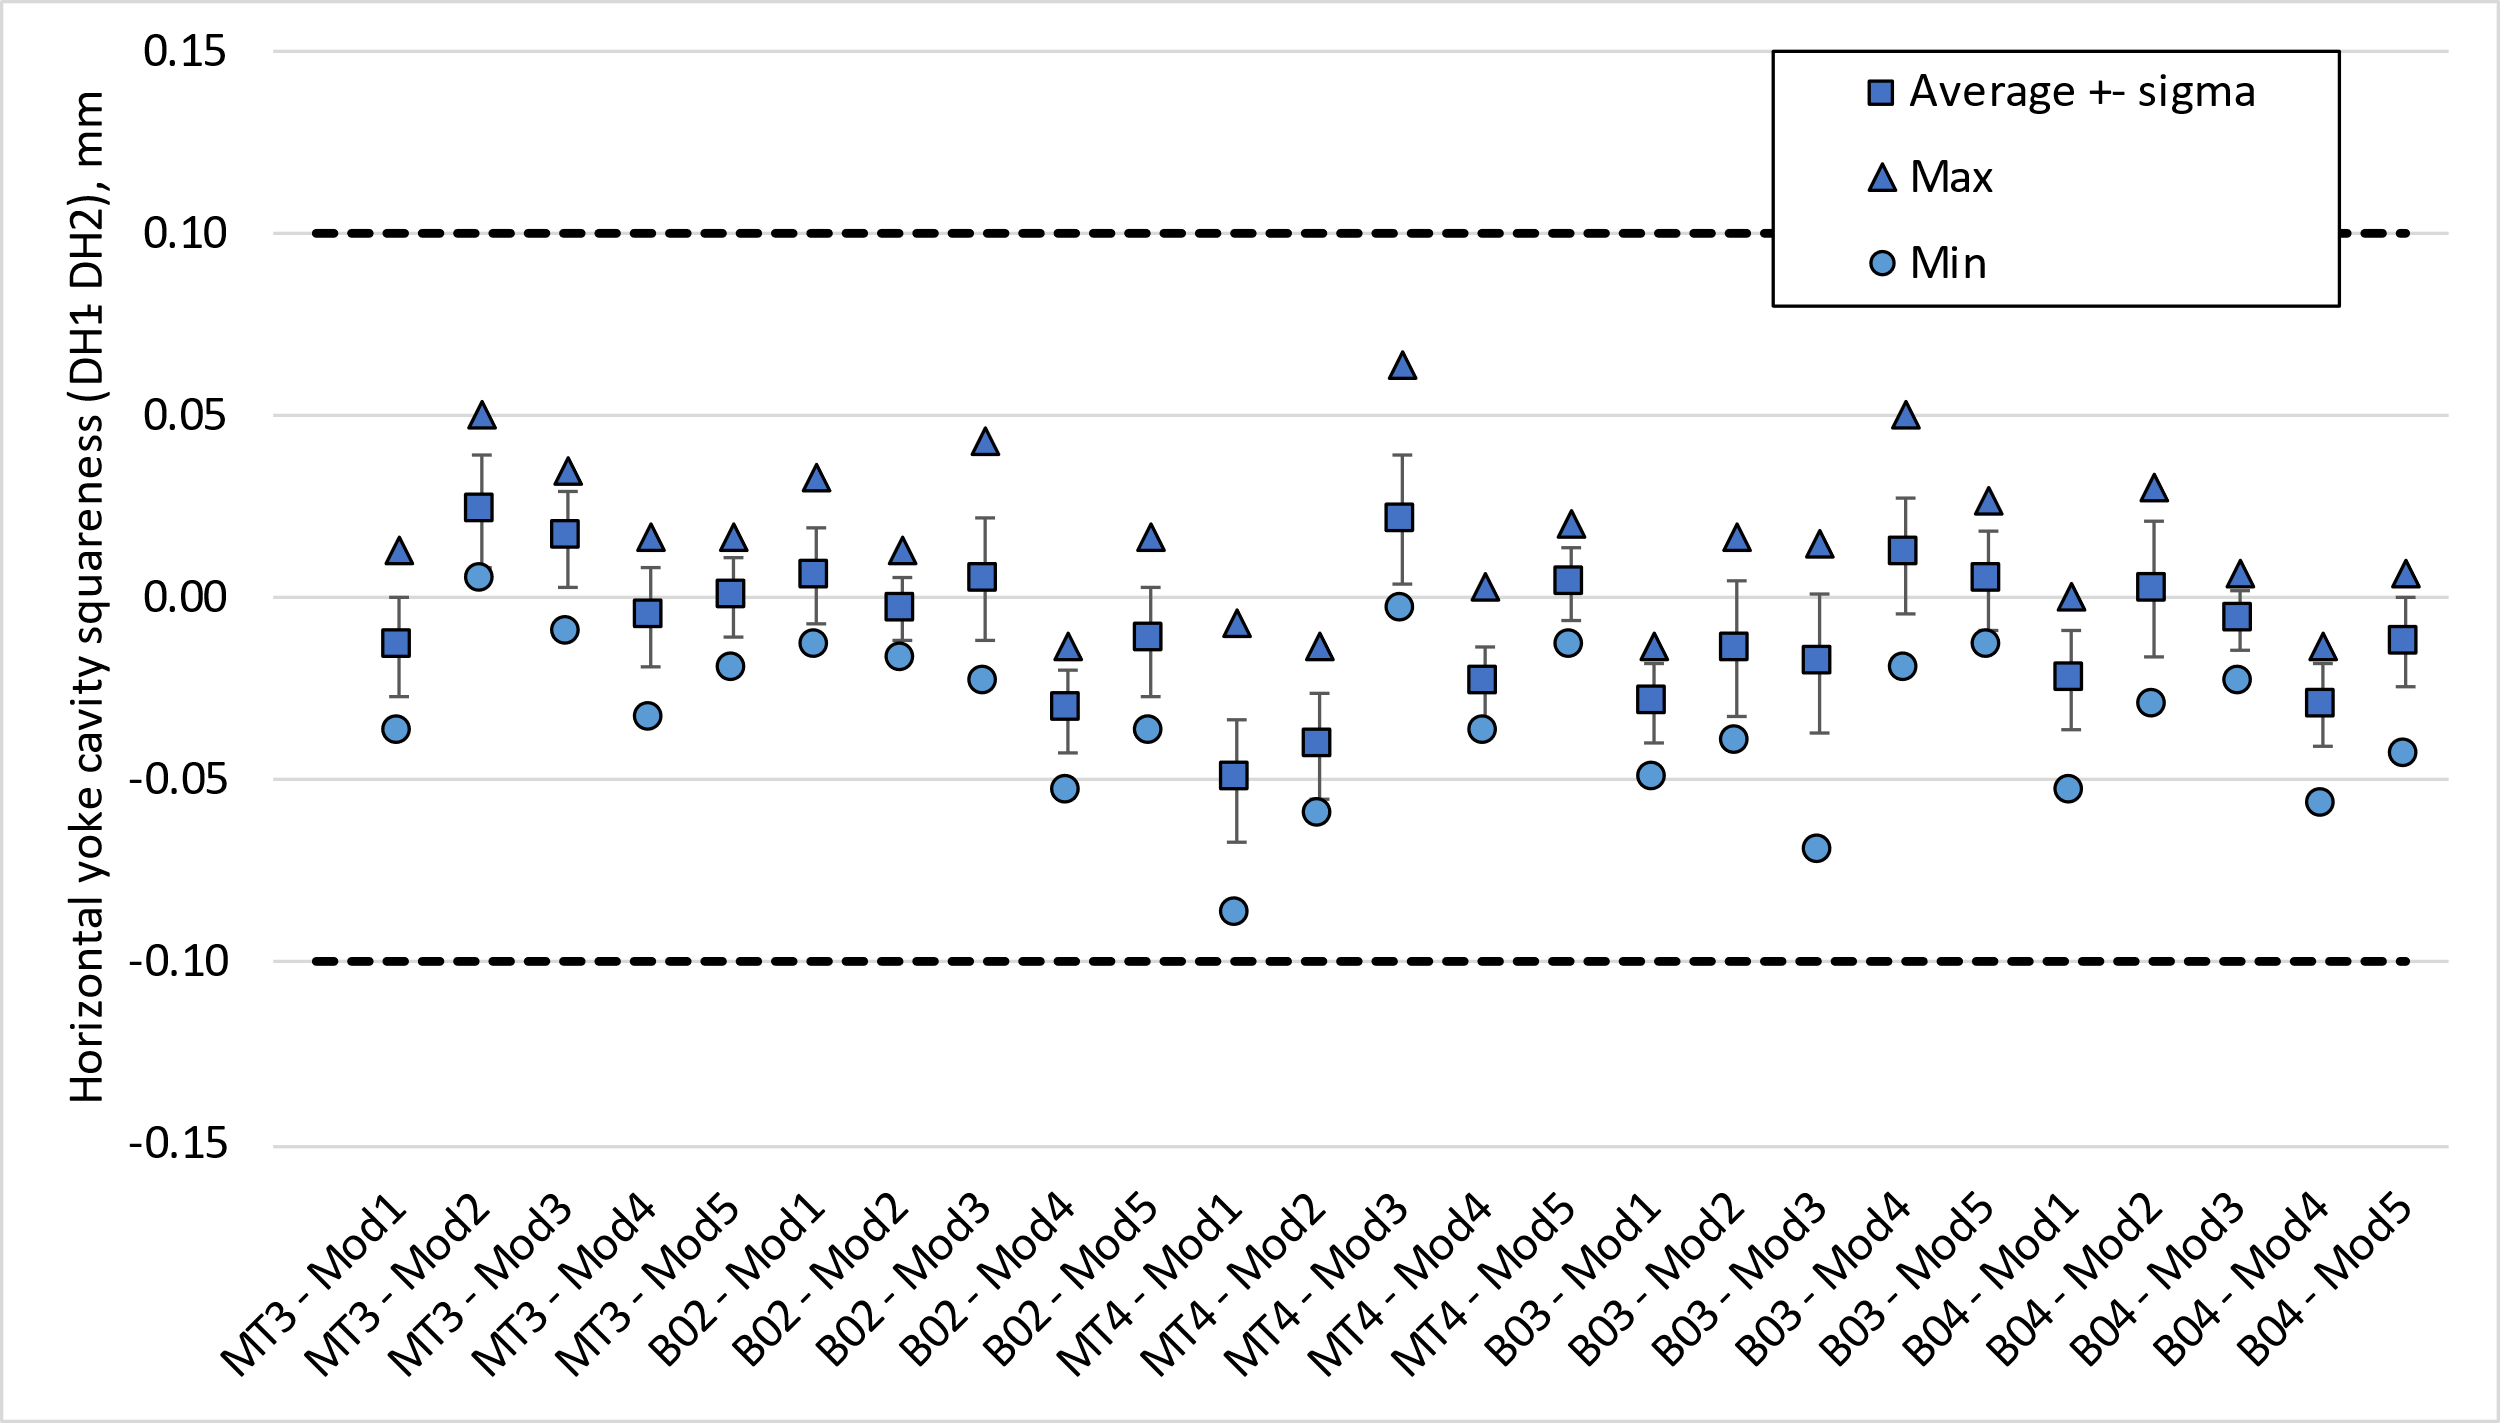 Horizontal yoke cavity squareness (DH1- DH2), mm
0.15
0.10
0.05
0.00
-0.05
-0.10
-0.15
Average +- sigma
Max
Min
MT3 - Mod1
MT3 - Mod2
MT3 - Mod3
MT3 - Mod4
MT3 - Mod5
B02 - Mod1
B02 - Mod2
B02 - Mod3
B02 - Mod4
B02 - Mod5
MT4 - Mod1
MT4 - Mod2
MT4 - Mod3
MT4 - Mod4
MT4 - Mod5
B03 - Mod1
B03 - Mod2
B03 - Mod3
B03 - Mod4
B03 - Mod5
B04 - Mod1
B04 - Mod2
B04 - Mod3
B04 - Mod4
B04 - Mod5